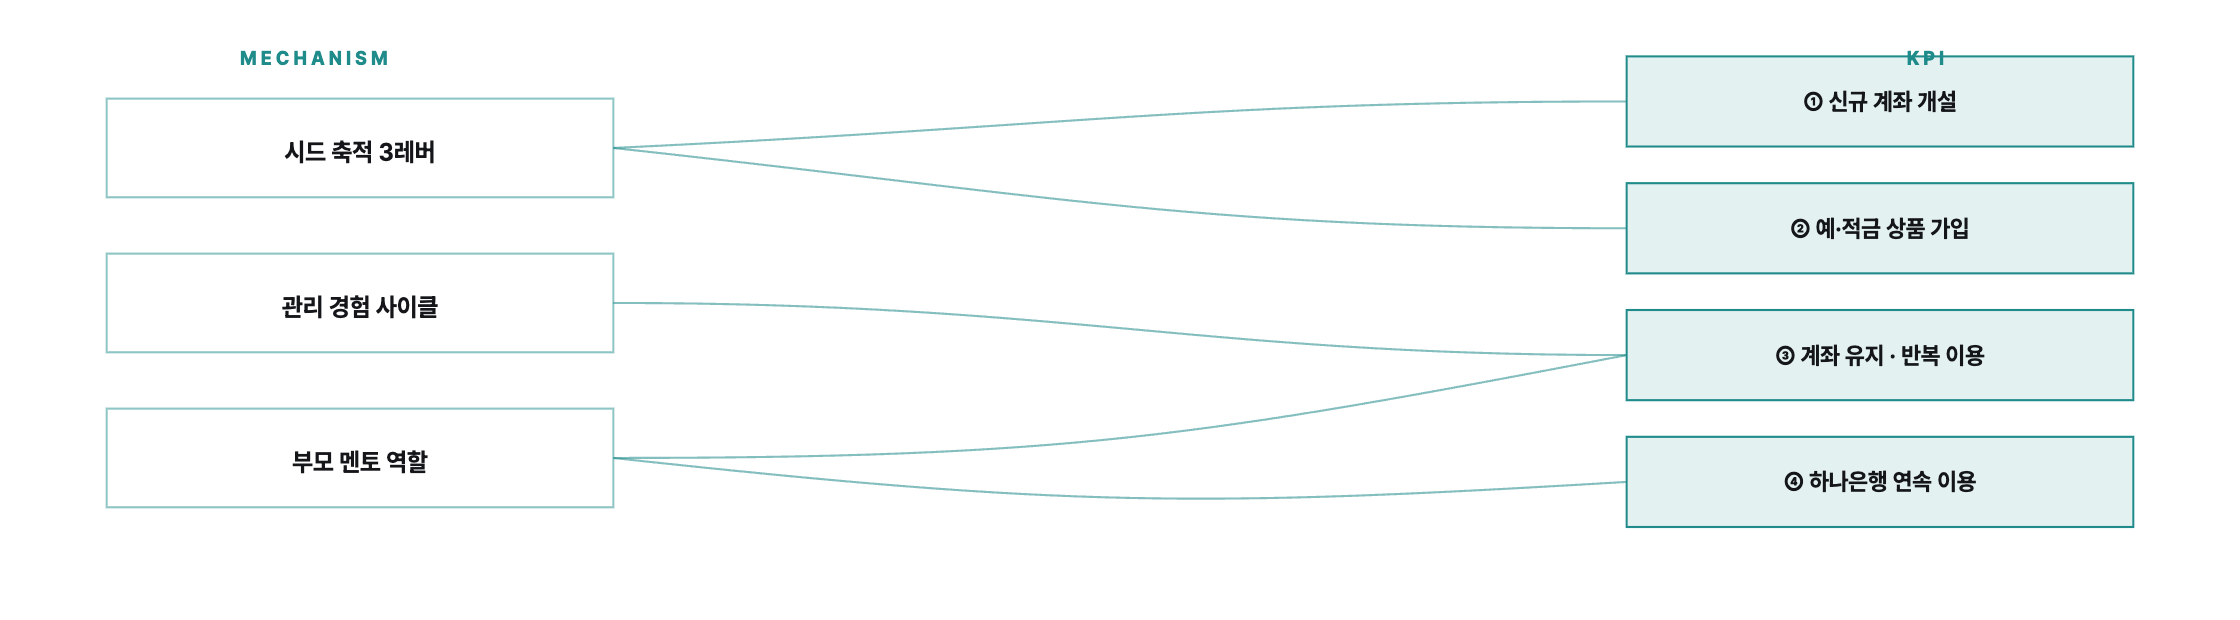 MECHANISM
시드 축적 3레버
관리 경험 사이클
부모 멘토 역할
KPI
① 신규 계좌 개설
② 예·적금 상품 가입
③ 계좌 유지 · 반복 이용
④ 하나은행 연속 이용